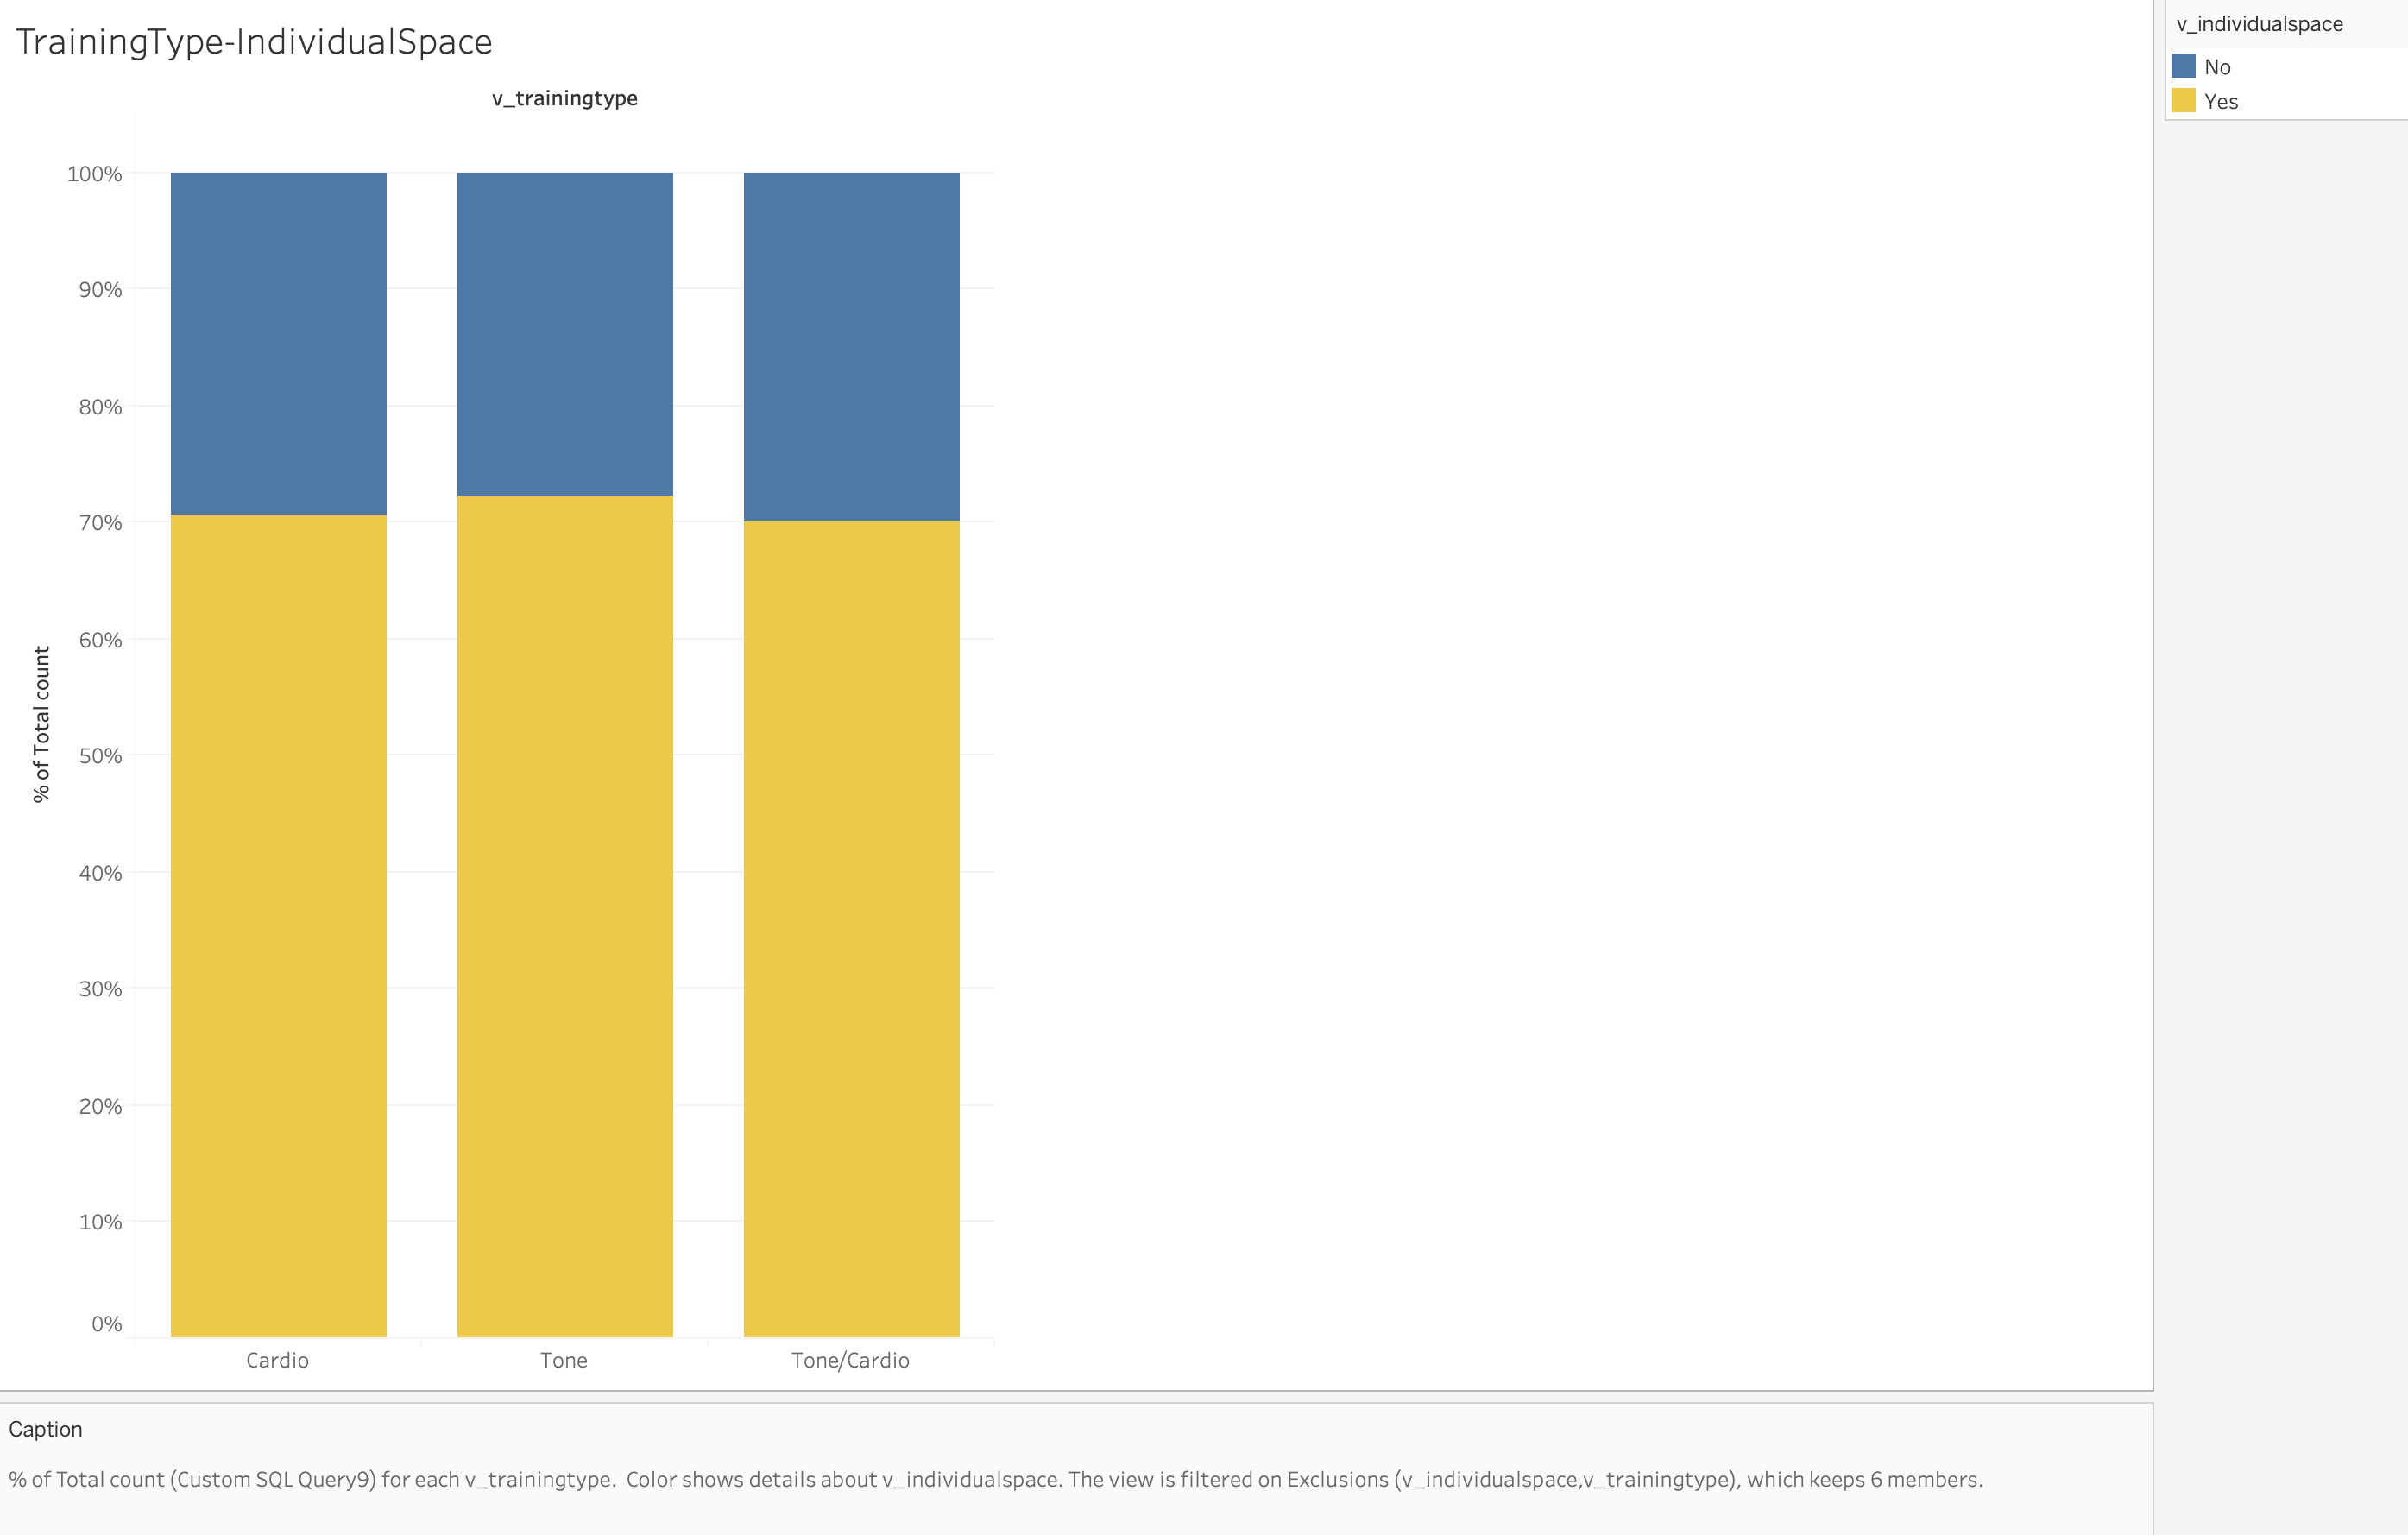 TrainingType-IndividualSpace
v_individualspace
No
Yes
v_trainingtype
100%
90%
80%
70%
60%
50%
40%
30%
20%
10%
0%
% of Total count
Cardio
Tone
Tone/Cardio
Caption
% of Total count (Custom SQL Query9) for each v_trainingtype.  Color shows details about v_individualspace. The view is filtered on Exclusions (v_individualspace,v_trainingtype), which keeps 6 members.